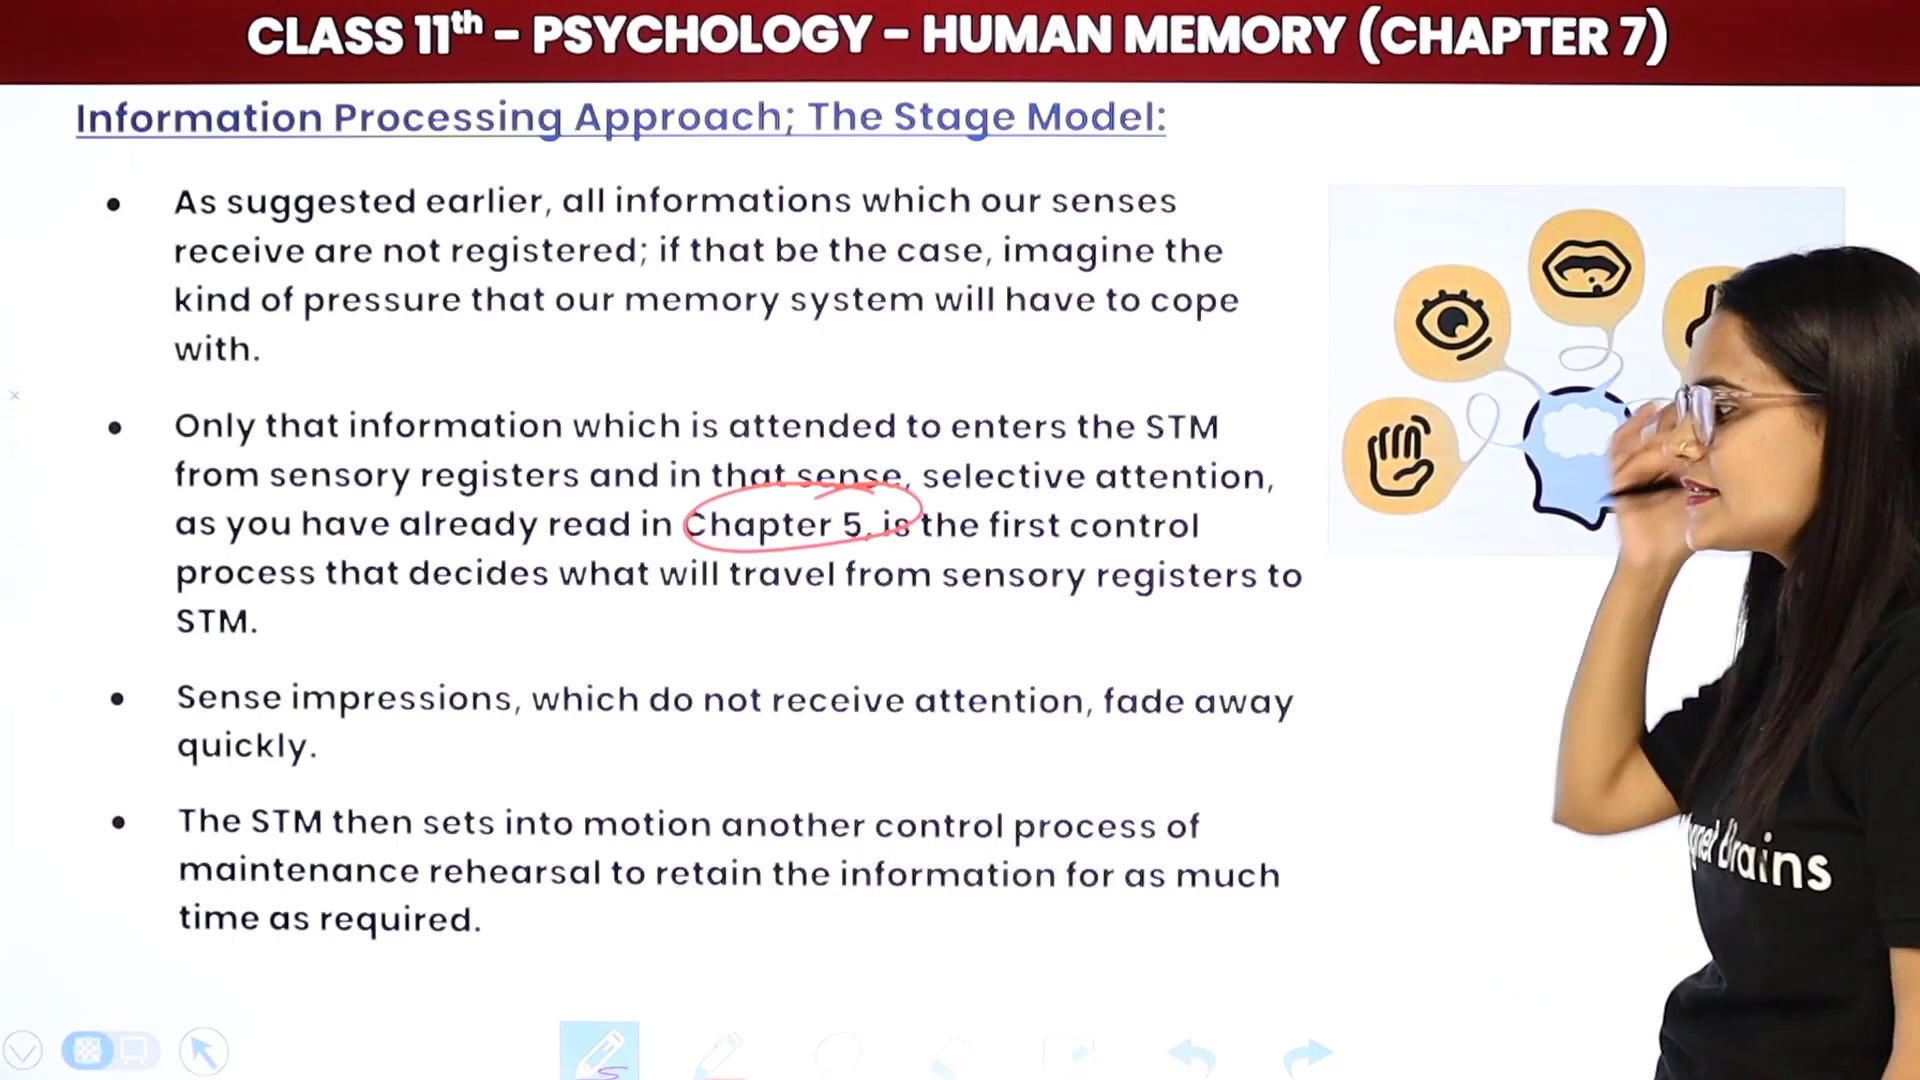 CLASS 11th – PSYCHOLOGY – HUMAN MEMORY (CHAPTER 7)
Information Processing Approach; The Stage Model:
• As suggested earlier, all informations which our senses
receive are not registered; if that be the case, imagine the
kind of pressure that our memory system will have to cope
with.
• Only that information which is attended to enters the STM
from sensory registers and in that sense, selective attention,
as you have already read in Chapter 5, is the first control
process that decides what will travel from sensory registers to
STM.
• Sense impressions, which do not receive attention, fade away
quickly.
• The STM then sets into motion another control process of
maintenance rehearsal to retain the information for as much
time as required.
Brains